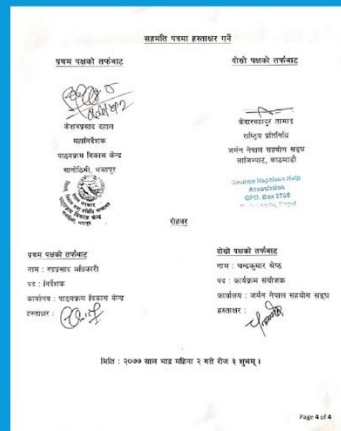 सहमति पत्रमा हस्ताक्षर गर्ने
प्रथम पक्षको तर्फबाट
केशवप्रसाद दहाल
महानिर्देशक
पाठ्यक्रम विकास केन्द्र
सानोठिमी, भक्तपुर
दोस्रो पक्षको तर्फबाट
केशरबहादुर तामाङ
राष्ट्रिय प्रतिनिधि
जर्मन नेपाल सहयोग सङ्घ
काठमाडौं
German Nepalese Help
Association
GPO. Box 2708
रोहबर
प्रथम पक्षको तर्फबाट
नाम : रुद्रप्रसाद अधिकारी
पद : निर्देशक
कार्यालय : पाठ्यक्रम विकास केन्द्र
हस्ताक्षर :
दोस्रो पक्षको तर्फबाट
नाम : चन्द्रकुमार श्रेष्ठ
पद : कार्यक्रम संयोजक
कार्यालय : जर्मन नेपाल सहयोग सङ्घ
हस्ताक्षर :
मिति : २०७७ साल भाद्र महिना २ गते रोज ३ शुभम् ।
Page 4 of 4